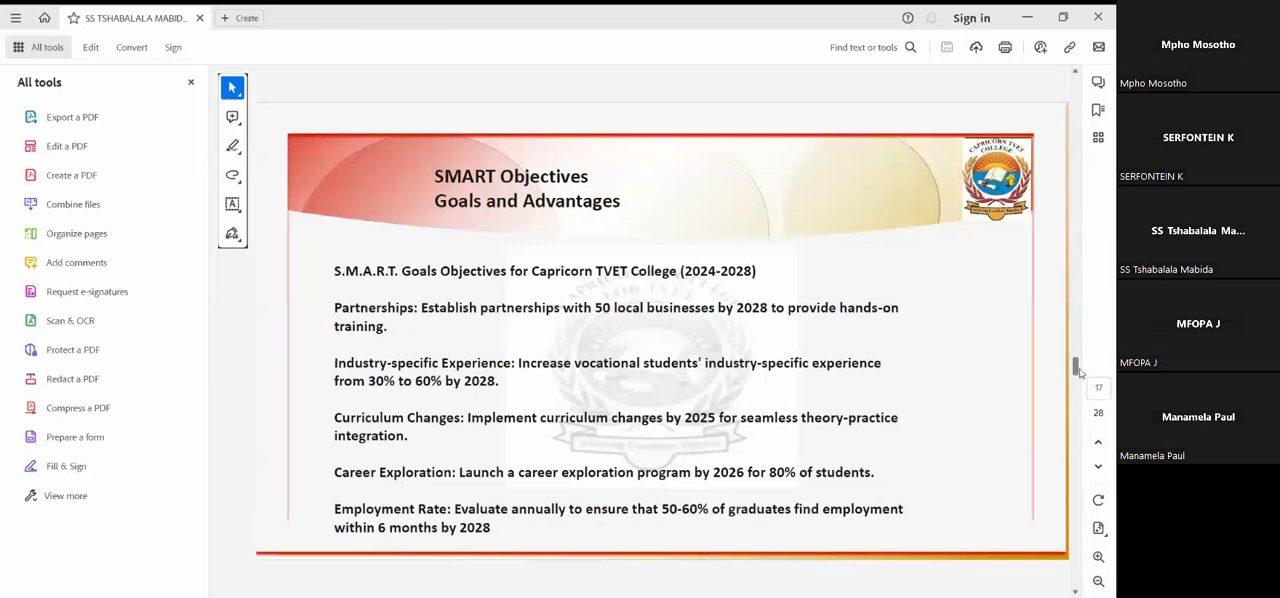 SS TSHABALALA MABID...
Create
Sign in
All tools
Edit
Convert
Sign
Find text or tools
All tools
Export a PDF
Edit a PDF
Create a PDF
Combine files
Organize pages
Add comments
Request e-signatures
Scan & OCR
Protect a PDF
Redact a PDF
Compress a PDF
Prepare a form
Fill & Sign
View more
CAPRICORN TVET
COLLEGE
SMART Objectives
Goals and Advantages
S.M.A.R.T. Goals Objectives for Capricorn TVET College (2024-2028)
Partnerships: Establish partnerships with 50 local businesses by 2028 to provide hands-on
training.
Industry-specific Experience: Increase vocational students' industry-specific experience
from 30% to 60% by 2028.
Curriculum Changes: Implement curriculum changes by 2025 for seamless theory-practice
integration.
Career Exploration: Launch a career exploration program by 2026 for 80% of students.
Employment Rate: Evaluate annually to ensure that 50-60% of graduates find employment
within 6 months by 2028
17
28
Mpho Mosotho
Mpho Mosotho
SERFONTEIN K
SERFONTEIN K
SS Tshabalala Ma...
SS Tshabalala Mabida
MFOPA J
MFOPA J
Manamela Paul
Manamela Paul